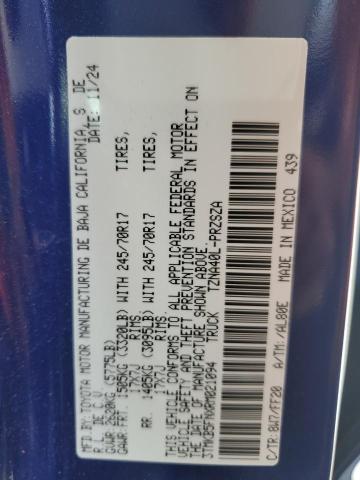 MFD. BY:TOYOTA MOTOR MANUFACTURING DE BAJA CALIFORNIA S. DE
R.L. DE C.V. DATE: 11/24
GVWR 2620KG (5775LB)
GAWR:FRT. 1505KG (3320LB) WITH 245/70R17 TIRES,
17X7J RIMS.
RR. 1405KG (3095LB) WITH 245/70R17 TIRES,
17X7J RIMS.
THIS VEHICLE CONFORMS TO ALL APPLICABLE FEDERAL MOTOR
VEHICLE SAFETY AND THEFT PREVENTION STANDARDS IN EFFECT ON
THE DATE OF MANUFACTURE SHOWN ABOVE.
TRUCK TZNA40L-PRZSZA
C/TR:8W7/FF20
A/TM:/AL80E
MADE IN MEXICO 439